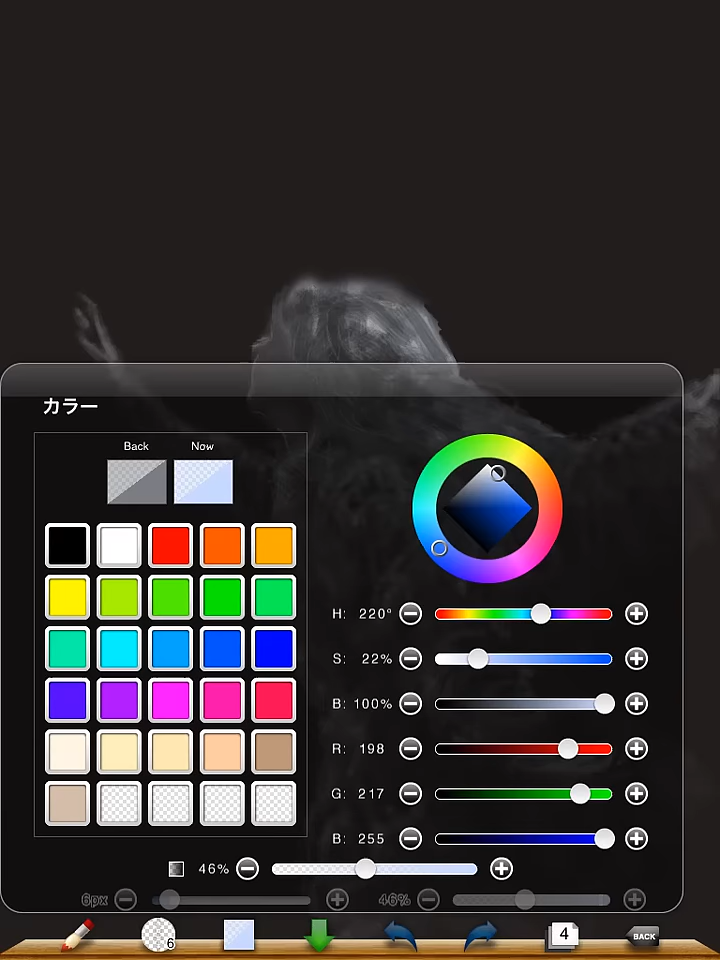 カラー
Back Now
H: 220°
S: 22%
B: 100%
R: 198
G: 217
B: 255
46%
6px 46%
6
4
BACK